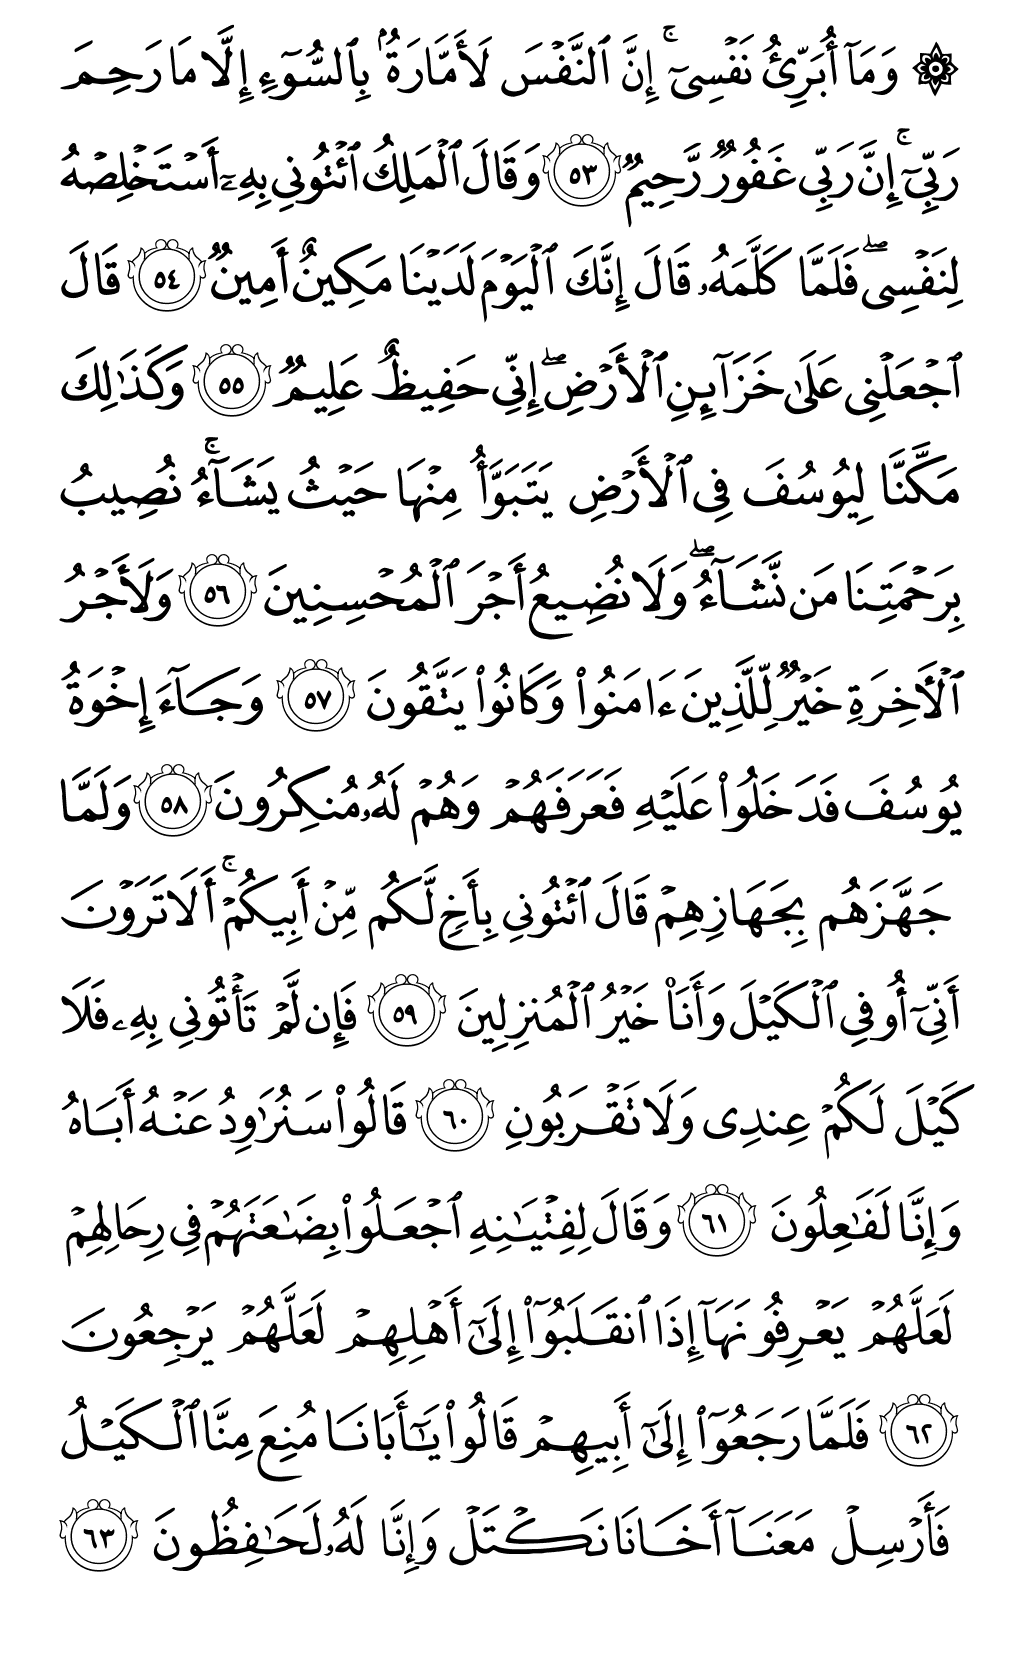 ۞ وَمَآ أُبَرِّئُ نَفْسِىٓ ۚ إِنَّ ٱلنَّفْسَ لَأَمَّارَةٌۢ بِٱلسُّوٓءِ إِلَّا مَا رَحِمَ
رَبِّىٓ ۚ إِنَّ رَبِّى غَفُورٌ رَّحِيمٌ ٥٣ وَقَالَ ٱلْمَلِكُ ٱئْتُونِى بِهِۦٓ أَسْتَخْلِصْهُ
لِنَفْسِى ۖ فَلَمَّا كَلَّمَهُۥ قَالَ إِنَّكَ ٱلْيَوْمَ لَدَيْنَا مَكِينٌ أَمِينٌ ٥٤ قَالَ
ٱجْعَلْنِى عَلَىٰ خَزَآئِنِ ٱلْأَرْضِ ۖ إِنِّى حَفِيظٌ عَلِيمٌ ٥٥ وَكَذَٰلِكَ
مَكَّنَّا لِيُوسُفَ فِى ٱلْأَرْضِ يَتَبَوَّأُ مِنْهَا حَيْثُ يَشَآءُ ۚ نُصِيبُ
بِرَحْمَتِنَا مَن نَّشَآءُ ۖ وَلَا نُضِيعُ أَجْرَ ٱلْمُحْسِنِينَ ٥٦ وَلَأَجْرُ
ٱلْأَخِرَةِ خَيْرٌ لِّلَّذِينَ ءَامَنُوا۟ وَكَانُوا۟ يَتَّقُونَ ٥٧ وَجَآءَ إِخْوَةُ
يُوسُفَ فَدَخَلُوا۟ عَلَيْهِ فَعَرَفَهُمْ وَهُمْ لَهُۥ مُنكِرُونَ ٥٨ وَلَمَّا
جَهَّزَهُم بِجَهَازِهِمْ قَالَ ٱئْتُونِى بِأَخٍ لَّكُم مِّنْ أَبِيكُمْ ۚ أَلَا تَرَوْنَ
أَنِّىٓ أُوفِى ٱلْكَيْلَ وَأَنَا۠ خَيْرُ ٱلْمُنزِلِينَ ٥٩ فَإِن لَّمْ تَأْتُونِى بِهِۦ فَلَا
كَيْلَ لَكُمْ عِندِى وَلَا تَقْرَبُونِ ٦٠ قَالُوا۟ سَنُرَٰوِدُ عَنْهُ أَبَاهُ
وَإِنَّا لَفَٰعِلُونَ ٦١ وَقَالَ لِفِتْيَٰنِهِ ٱجْعَلُوا۟ بِضَٰعَتَهُمْ فِى رِحَالِهِمْ
لَعَلَّهُمْ يَعْرِفُونَهَآ إِذَا ٱنقَلَبُوٓا۟ إِلَىٰٓ أَهْلِهِمْ لَعَلَّهُمْ يَرْجِعُونَ
٦٢ فَلَمَّا رَجَعُوٓا۟ إِلَىٰٓ أَبِيهِمْ قَالُوا۟ يَٰٓأَبَانَا مُنِعَ مِنَّا ٱلْكَيْلُ
فَأَرْسِلْ مَعَنَآ أَخَانَا نَكْتَلْ وَإِنَّا لَهُۥ لَحَٰفِظُونَ ٦٣